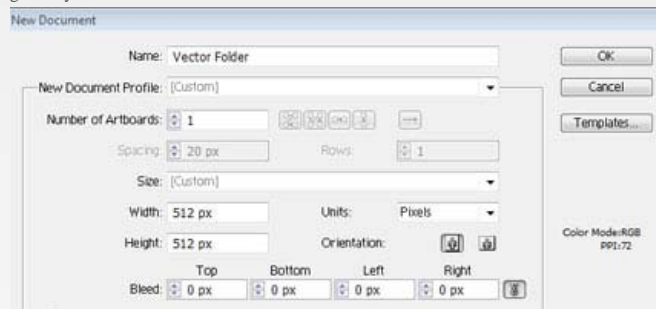 New Document
Name: Vector Folder
OK
New Document Profile: [Custom]
Cancel
Number of Artboards: 1
Templates...
Spacing: 20 px Rows: 1
Size: [Custom]
Width: 512 px Units: Pixels
Height: 512 px Orientation:
Color Mode:RGB
PPI:72
Top Bottom Left Right
Bleed: 0 px 0 px 0 px 0 px